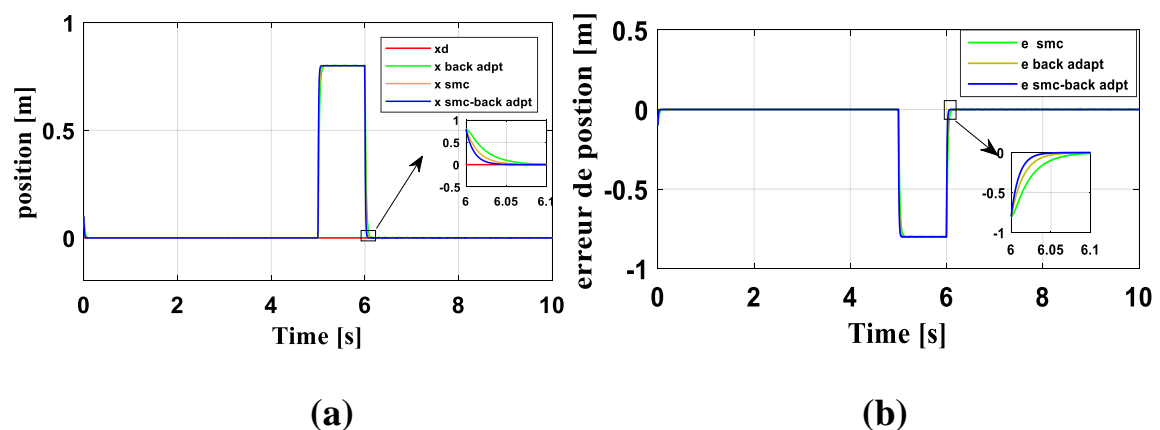 1
0.5
0
position [m]
xd
x back adpt
x smc
x smc-back adpt
1
0.5
0
-0.5
6 6.05 6.1
0 2 4 6 8 10
Time [s]
(a)
0.5
0
-0.5
-1
erreur de postion [m]
e smc
e back adapt
e smc-back adpt
0
-0.5
-1
6 6.05 6.1
0 2 4 6 8 10
Time [s]
(b)